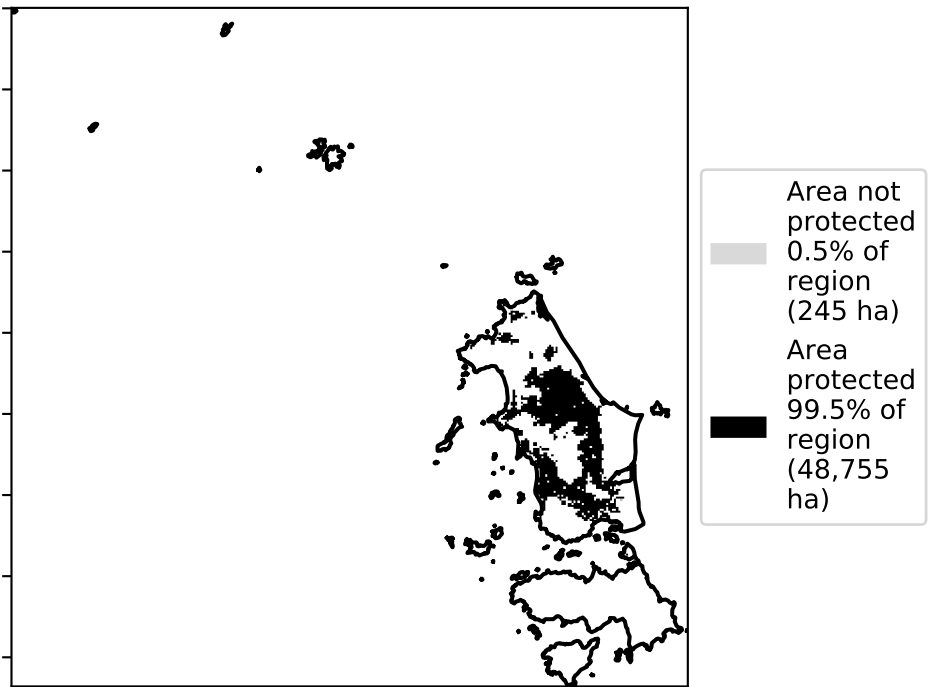 Area not
protected
0.5% of
region
(245 ha)
Area
protected
99.5% of
region
(48,755
ha)